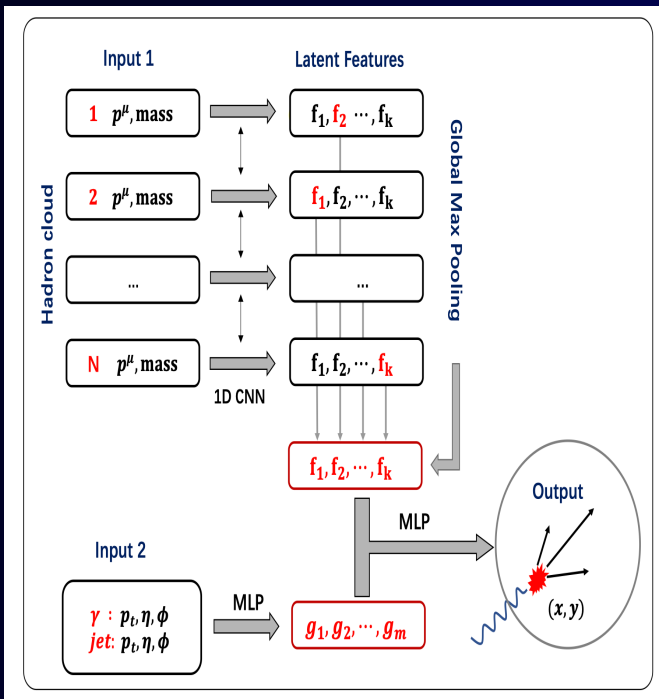 Input 1
Latent Features
Hadron cloud
1 p^μ, mass
f₁, f₂ ⋯, fₖ
2 p^μ, mass
f₁, f₂, ⋯, fₖ
...
...
N p^μ, mass
f₁, f₂, ⋯, fₖ
1D CNN
Global Max Pooling
f₁, f₂, ⋯, fₖ
MLP
Output
(x, y)
Input 2
γ : pₜ, η, ϕ
jet: pₜ, η, ϕ
MLP
g₁, g₂, ⋯, gₘ